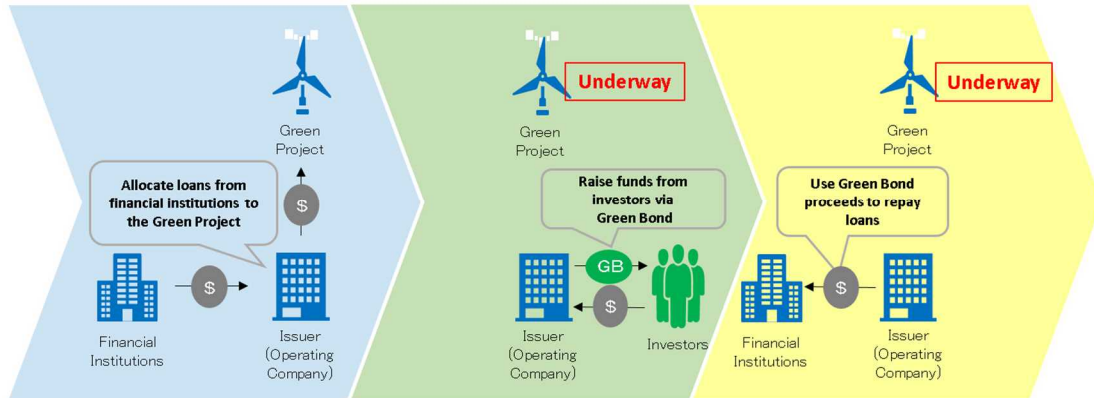 Green
Project
Allocate loans from
financial institutions to
the Green Project
$
$
Financial
Institutions
Issuer
(Operating
Company)
Underway
Green
Project
Raise funds from
investors via
Green Bond
GB
$
Issuer
(Operating
Company)
Investors
Underway
Green
Project
Use Green Bond
proceeds to repay
loans
$
Financial
Institutions
Issuer
(Operating
Company)